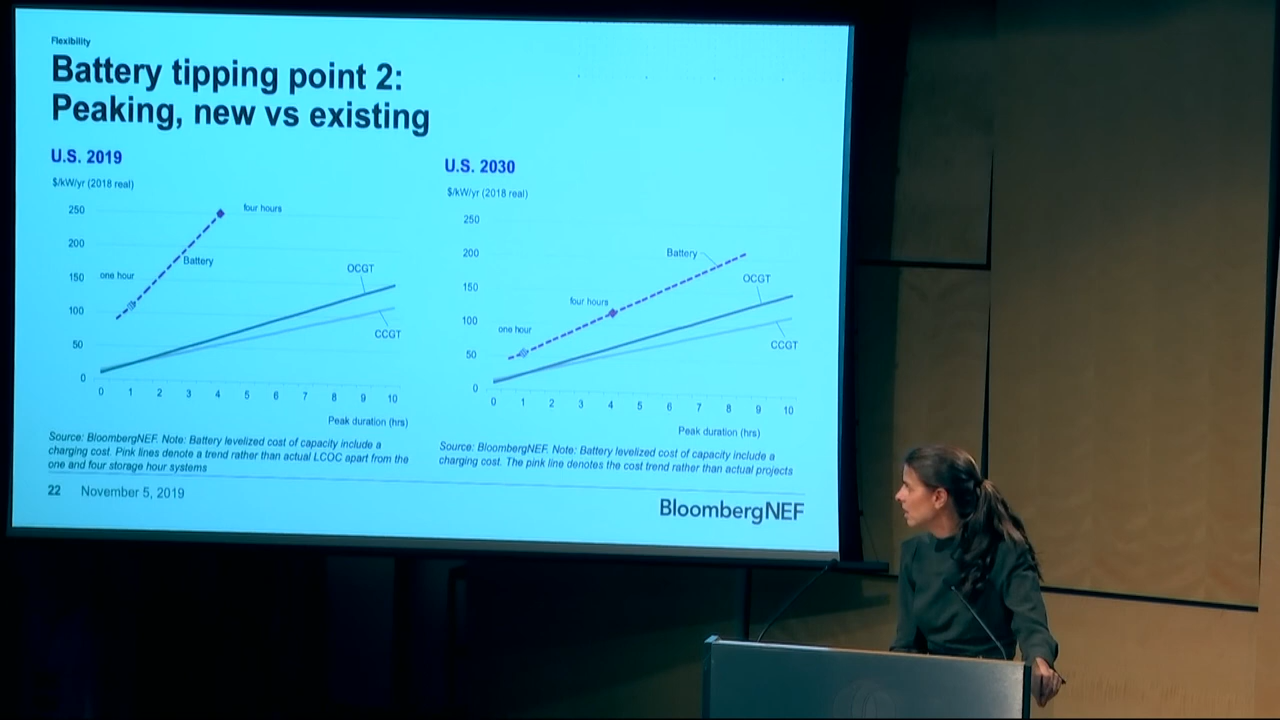 Flexibility
Battery tipping point 2:
Peaking, new vs existing
U.S. 2019
$/kW/yr (2018 real)
250
200
150
100
50
0
four hours
Battery
one hour
OCGT
CCGT
0 1 2 3 4 5 6 7 8 9 10
Peak duration (hrs)
Source: BloombergNEF. Note: Battery levelized cost of capacity include a
charging cost. Pink lines denote a trend rather than actual LCOC apart from the
one and four storage hour systems
U.S. 2030
$/kW/yr (2018 real)
250
200
150
100
50
0
Battery
OCGT
four hours
one hour
CCGT
0 1 2 3 4 5 6 7 8 9 10
Peak duration (hrs)
Source: BloombergNEF. Note: Battery levelized cost of capacity include a
charging cost. The pink line denotes the cost trend rather than actual projects
22 November 5, 2019
BloombergNEF